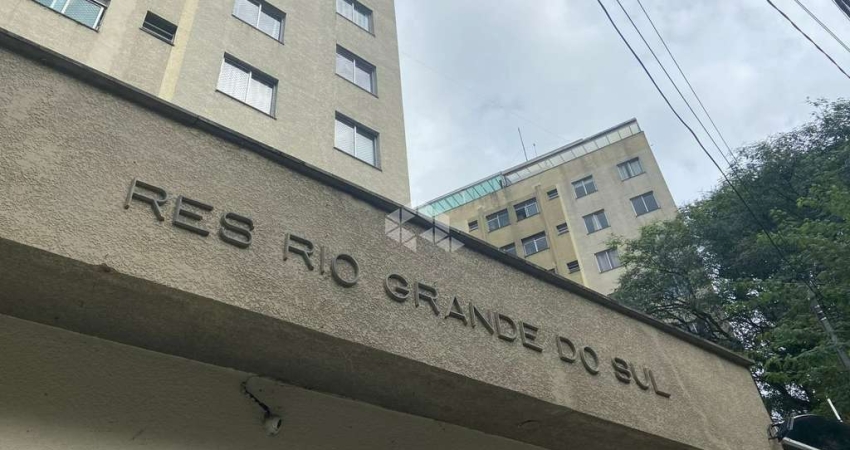 RES RIO GRANDE DO SUL